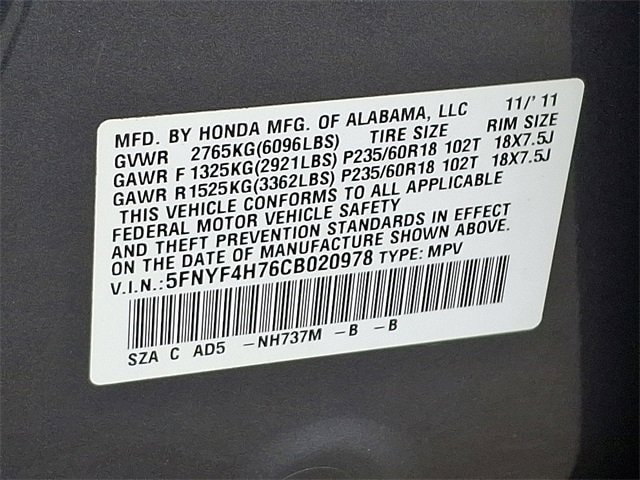 MFD. BY HONDA MFG. OF ALABAMA, LLC 11/'11
GVWR 2765KG(6096LBS) TIRE SIZE RIM SIZE
GAWR F 1325KG(2921LBS) P235/60R18 102T 18X7.5J
GAWR R 1525KG(3362LBS) P235/60R18 102T 18X7.5J
THIS VEHICLE CONFORMS TO ALL APPLICABLE
FEDERAL MOTOR VEHICLE SAFETY
AND THEFT PREVENTION STANDARDS IN EFFECT
ON THE DATE OF MANUFACTURE SHOWN ABOVE.
V.I.N.:5FNYF4H76CB020978 TYPE: MPV
SZA C AD5 -NH737M -B -B